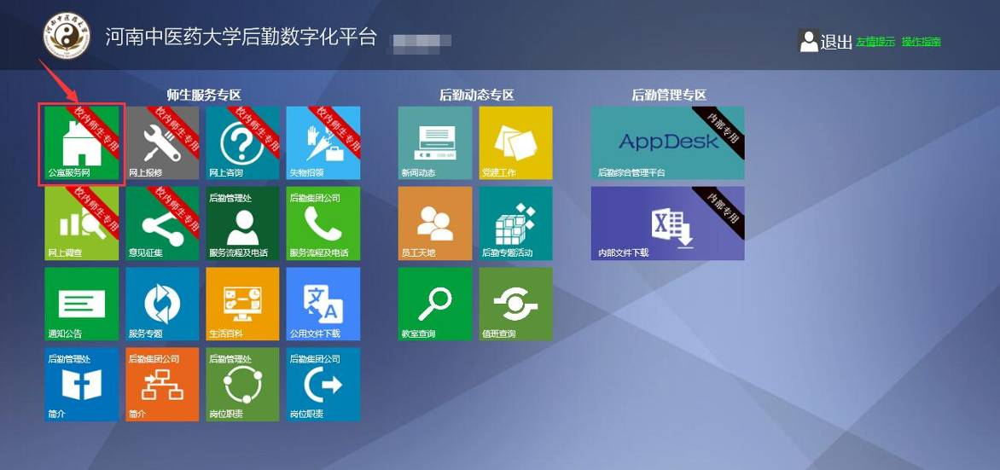 河南中医药大学后勤数字化平台
退出 友情提示 操作指南
师生服务专区
校内师生专用
公寓服务网
校内师生专用
网上报修
校内师生专用
网上咨询
校内师生专用
失物招领
校内师生专用
网上调查
校内师生专用
意见征集
后勤管理处
服务流程及电话
后勤集团公司
服务流程及电话
通知公告
服务专题
生活百科
文
A
公用文件下载
后勤管理处
简介
后勤集团公司
简介
后勤管理处
岗位职责
后勤集团公司
岗位职责
后勤动态专区
新闻动态
党建工作
员工天地
后勤专题活动
教室查询
值班查询
后勤管理专区
内部专用
AppDesk
后勤综合管理平台
内部专用
X
内部文件下载